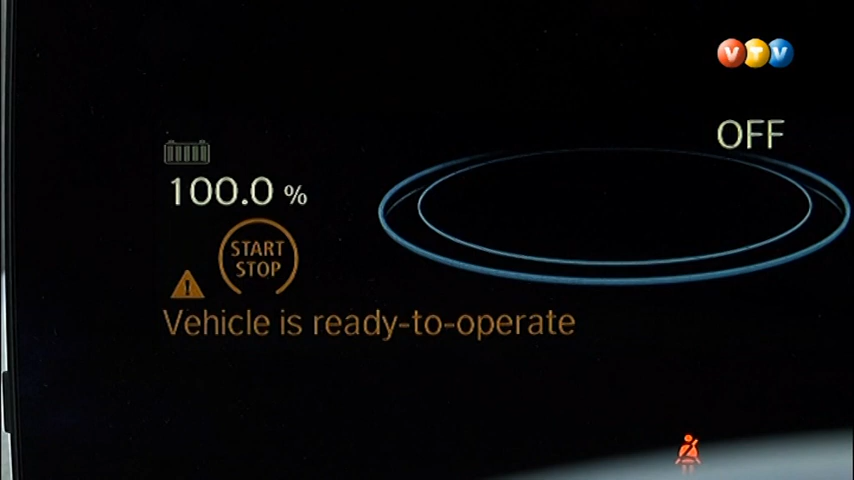 VTV
OFF
100.0 %
START
STOP
Vehicle is ready-to-operate